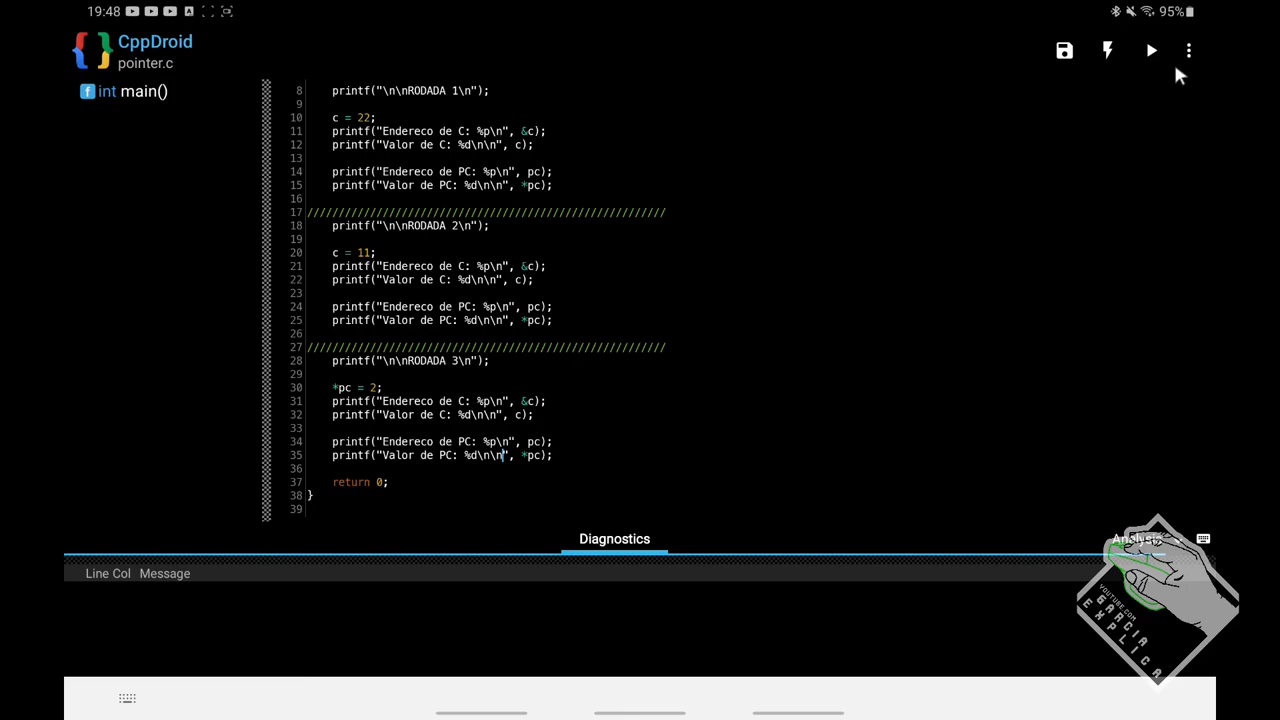 19:48
95%
CppDroid
pointer.c
f int main()
8 printf("\n\nRODADA 1\n");
9
10 c = 22;
11 printf("Endereco de C: %p\n", &c);
12 printf("Valor de C: %d\n\n", c);
13
14 printf("Endereco de PC: %p\n", pc);
15 printf("Valor de PC: %d\n\n", *pc);
16
17 /////////////////////////////////////////////////////////
18 printf("\n\nRODADA 2\n");
19
20 c = 11;
21 printf("Endereco de C: %p\n", &c);
22 printf("Valor de C: %d\n\n", c);
23
24 printf("Endereco de PC: %p\n", pc);
25 printf("Valor de PC: %d\n\n", *pc);
26
27 /////////////////////////////////////////////////////////
28 printf("\n\nRODADA 3\n");
29
30 *pc = 2;
31 printf("Endereco de C: %p\n", &c);
32 printf("Valor de C: %d\n\n", c);
33
34 printf("Endereco de PC: %p\n", pc);
35 printf("Valor de PC: %d\n\n", *pc);
36
37 return 0;
38 }
39
Diagnostics
Analysis
Line Col Message
YOUTUBE.COM
GARCIA
EXPLICA